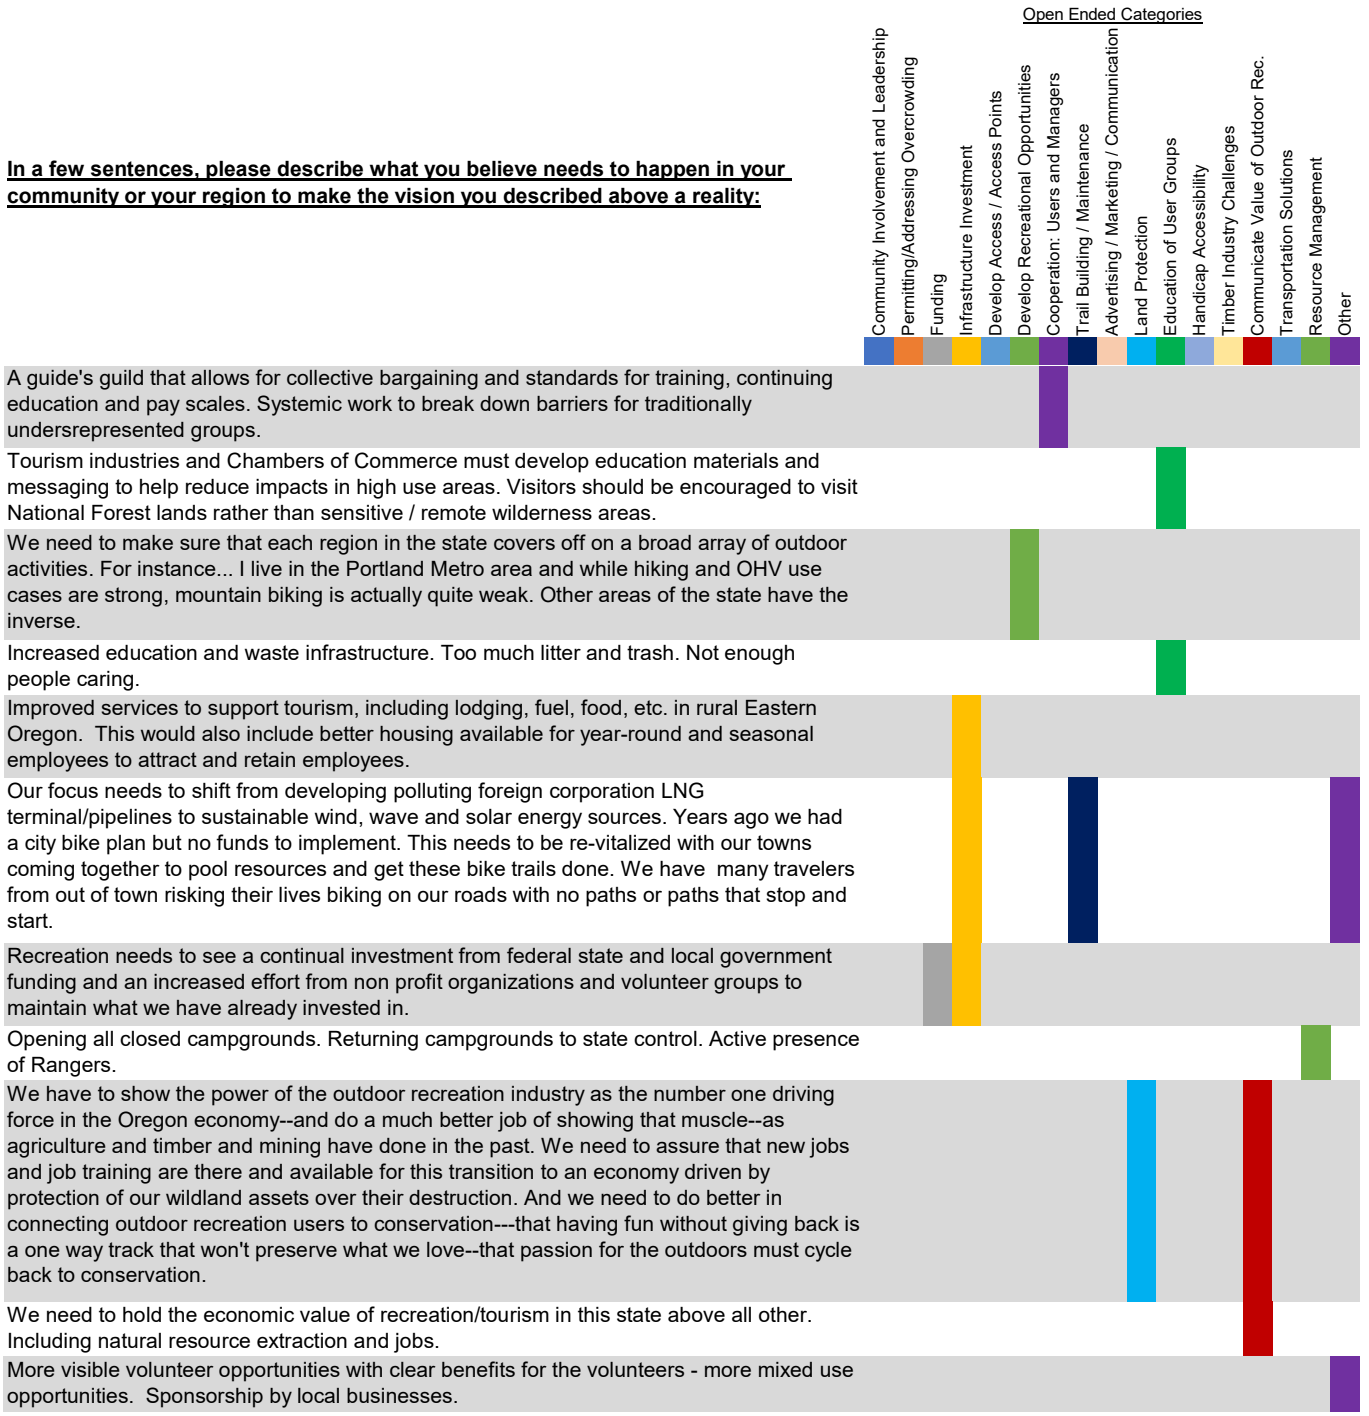 Open Ended Categories
Community Involvement and Leadership
Permitting/Addressing Overcrowding
Funding
Infrastructure Investment
Develop Access / Access Points
Develop Recreational Opportunities
Cooperation: Users and Managers
Trail Building / Maintenance
Advertising / Marketing / Communication
Land Protection
Education of User Groups
Handicap Accessibility
Timber Industry Challenges
Communicate Value of Outdoor Rec.
Transportation Solutions
Resource Management
Other
In a few sentences, please describe what you believe needs to happen in your
community or your region to make the vision you described above a reality:
A guide's guild that allows for collective bargaining and standards for training, continuing
education and pay scales. Systemic work to break down barriers for traditionally
undersrepresented groups.
Tourism industries and Chambers of Commerce must develop education materials and
messaging to help reduce impacts in high use areas. Visitors should be encouraged to visit
National Forest lands rather than sensitive / remote wilderness areas.
We need to make sure that each region in the state covers off on a broad array of outdoor
activities. For instance... I live in the Portland Metro area and while hiking and OHV use
cases are strong, mountain biking is actually quite weak. Other areas of the state have the
inverse.
Increased education and waste infrastructure. Too much litter and trash. Not enough
people caring.
Improved services to support tourism, including lodging, fuel, food, etc. in rural Eastern
Oregon. This would also include better housing available for year-round and seasonal
employees to attract and retain employees.
Our focus needs to shift from developing polluting foreign corporation LNG
terminal/pipelines to sustainable wind, wave and solar energy sources. Years ago we had
a city bike plan but no funds to implement. This needs to be re-vitalized with our towns
coming together to pool resources and get these bike trails done. We have many travelers
from out of town risking their lives biking on our roads with no paths or paths that stop and
start.
Recreation needs to see a continual investment from federal state and local government
funding and an increased effort from non profit organizations and volunteer groups to
maintain what we have already invested in.
Opening all closed campgrounds. Returning campgrounds to state control. Active presence
of Rangers.
We have to show the power of the outdoor recreation industry as the number one driving
force in the Oregon economy--and do a much better job of showing that muscle--as
agriculture and timber and mining have done in the past. We need to assure that new jobs
and job training are there and available for this transition to an economy driven by
protection of our wildland assets over their destruction. And we need to do better in
connecting outdoor recreation users to conservation---that having fun without giving back is
a one way track that won't preserve what we love--that passion for the outdoors must cycle
back to conservation.
We need to hold the economic value of recreation/tourism in this state above all other.
Including natural resource extraction and jobs.
More visible volunteer opportunities with clear benefits for the volunteers - more mixed use
opportunities. Sponsorship by local businesses.